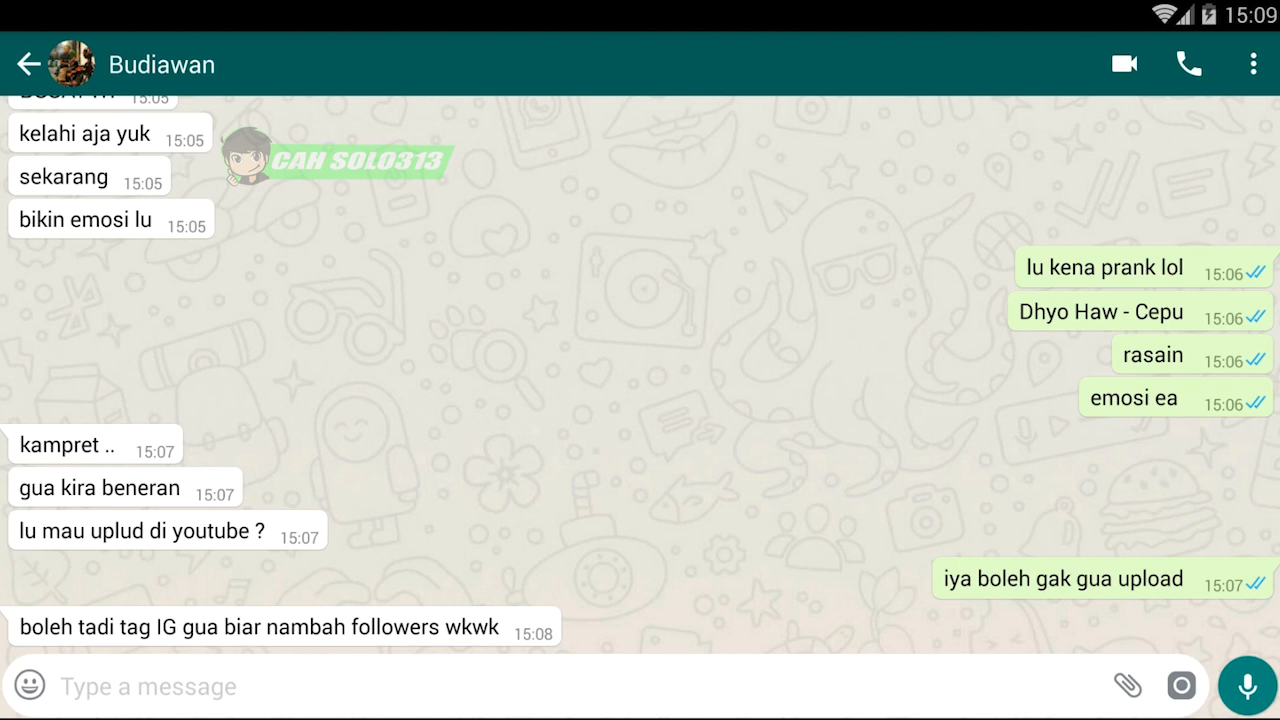 15:09
Budiawan
15:05
kelahi aja yuk 15:05
CAH SOLO313
sekarang 15:05
bikin emosi lu 15:05
lu kena prank lol 15:06
Dhyo Haw - Cepu 15:06
rasain 15:06
emosi ea 15:06
kampret .. 15:07
gua kira beneran 15:07
lu mau uplud di youtube ? 15:07
iya boleh gak gua upload 15:07
boleh tadi tag IG gua biar nambah followers wkwk 15:08
Type a message